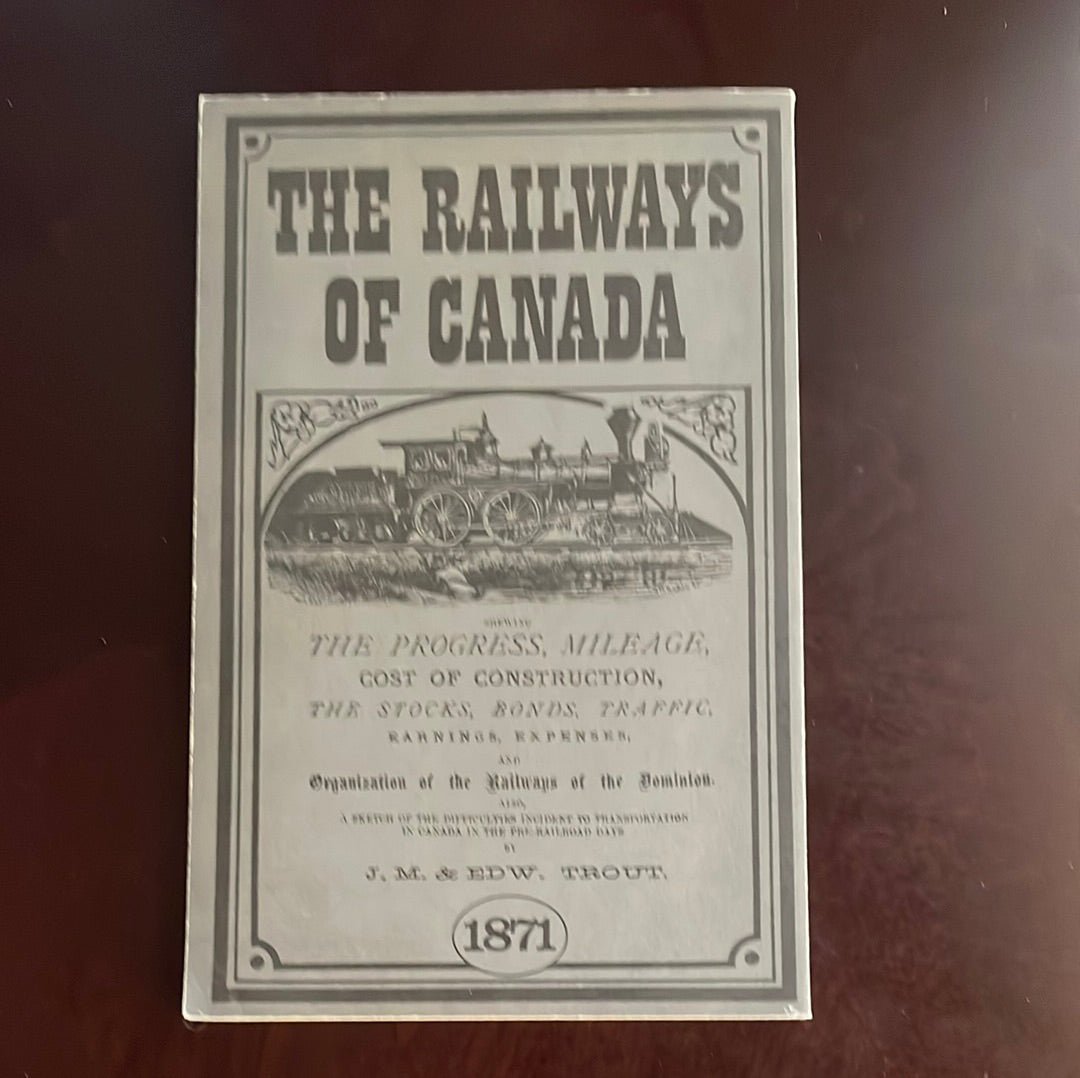 THE RAILWAYS
OF CANADA
SHEWING
THE PROGRESS, MILEAGE,
COST OF CONSTRUCTION,
THE STOCKS, BONDS, TRAFFIC,
EARNINGS, EXPENSES,
AND
Organization of the Railways of the Dominion.
ALSO,
A SKETCH OF THE DIFFICULTIES INCIDENT TO TRANSPORTATION
IN CANADA IN THE PRE-RAILROAD DAYS
BY
J. M. & EDW. TROUT.
1871